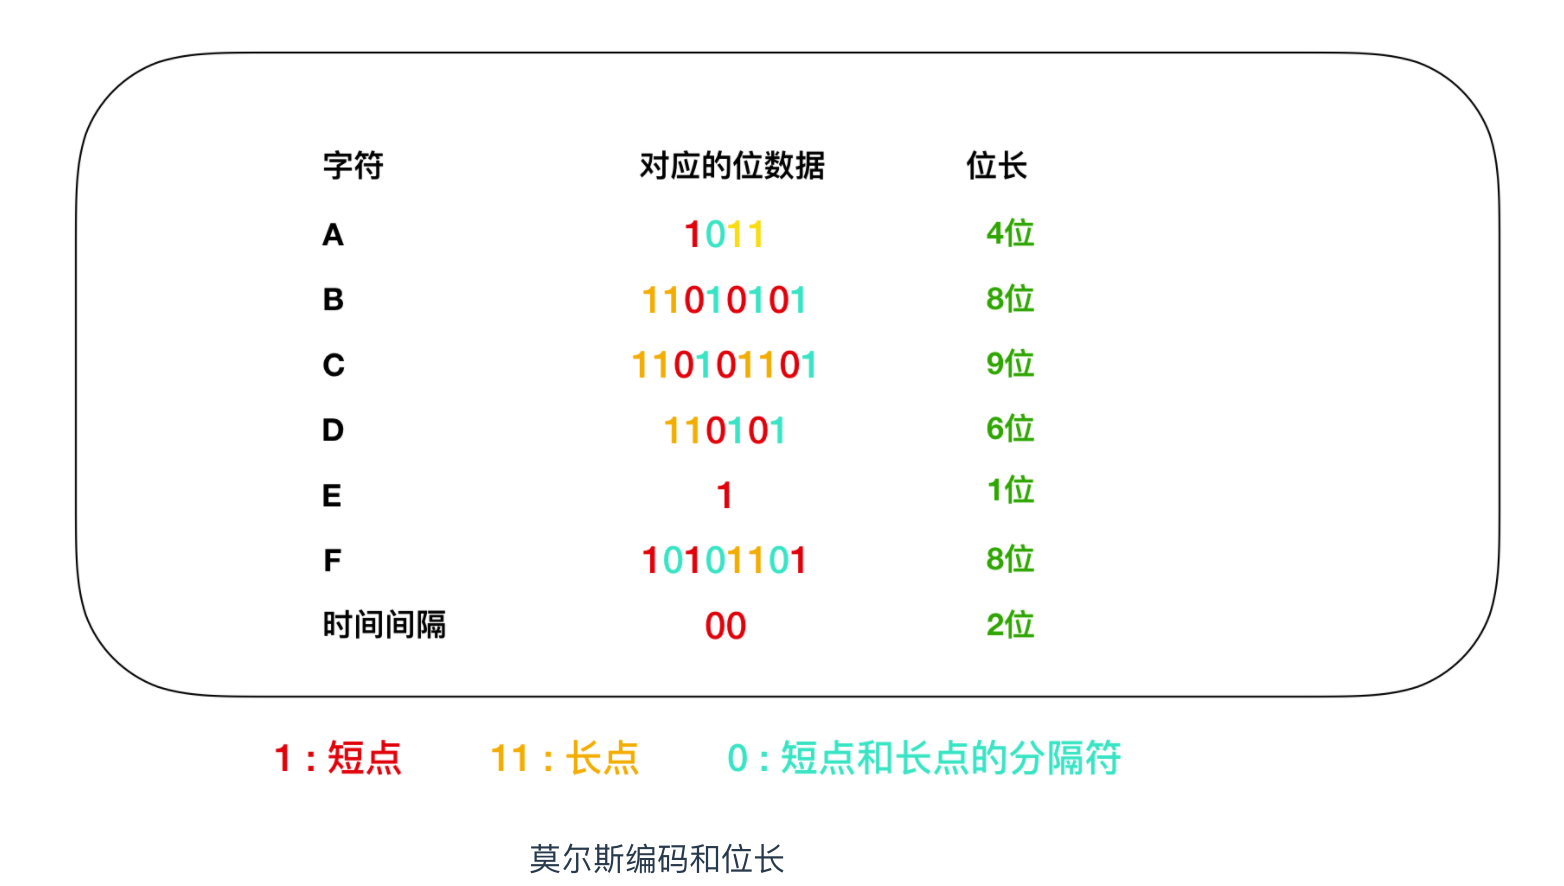 字符 对应的位数据 位长
A 1011 4位
B 11010101 8位
C 110101101 9位
D 110101 6位
E 1 1位
F 10101101 8位
时间间隔 00 2位
1 : 短点 11 : 长点 0 : 短点和长点的分隔符
莫尔斯编码和位长